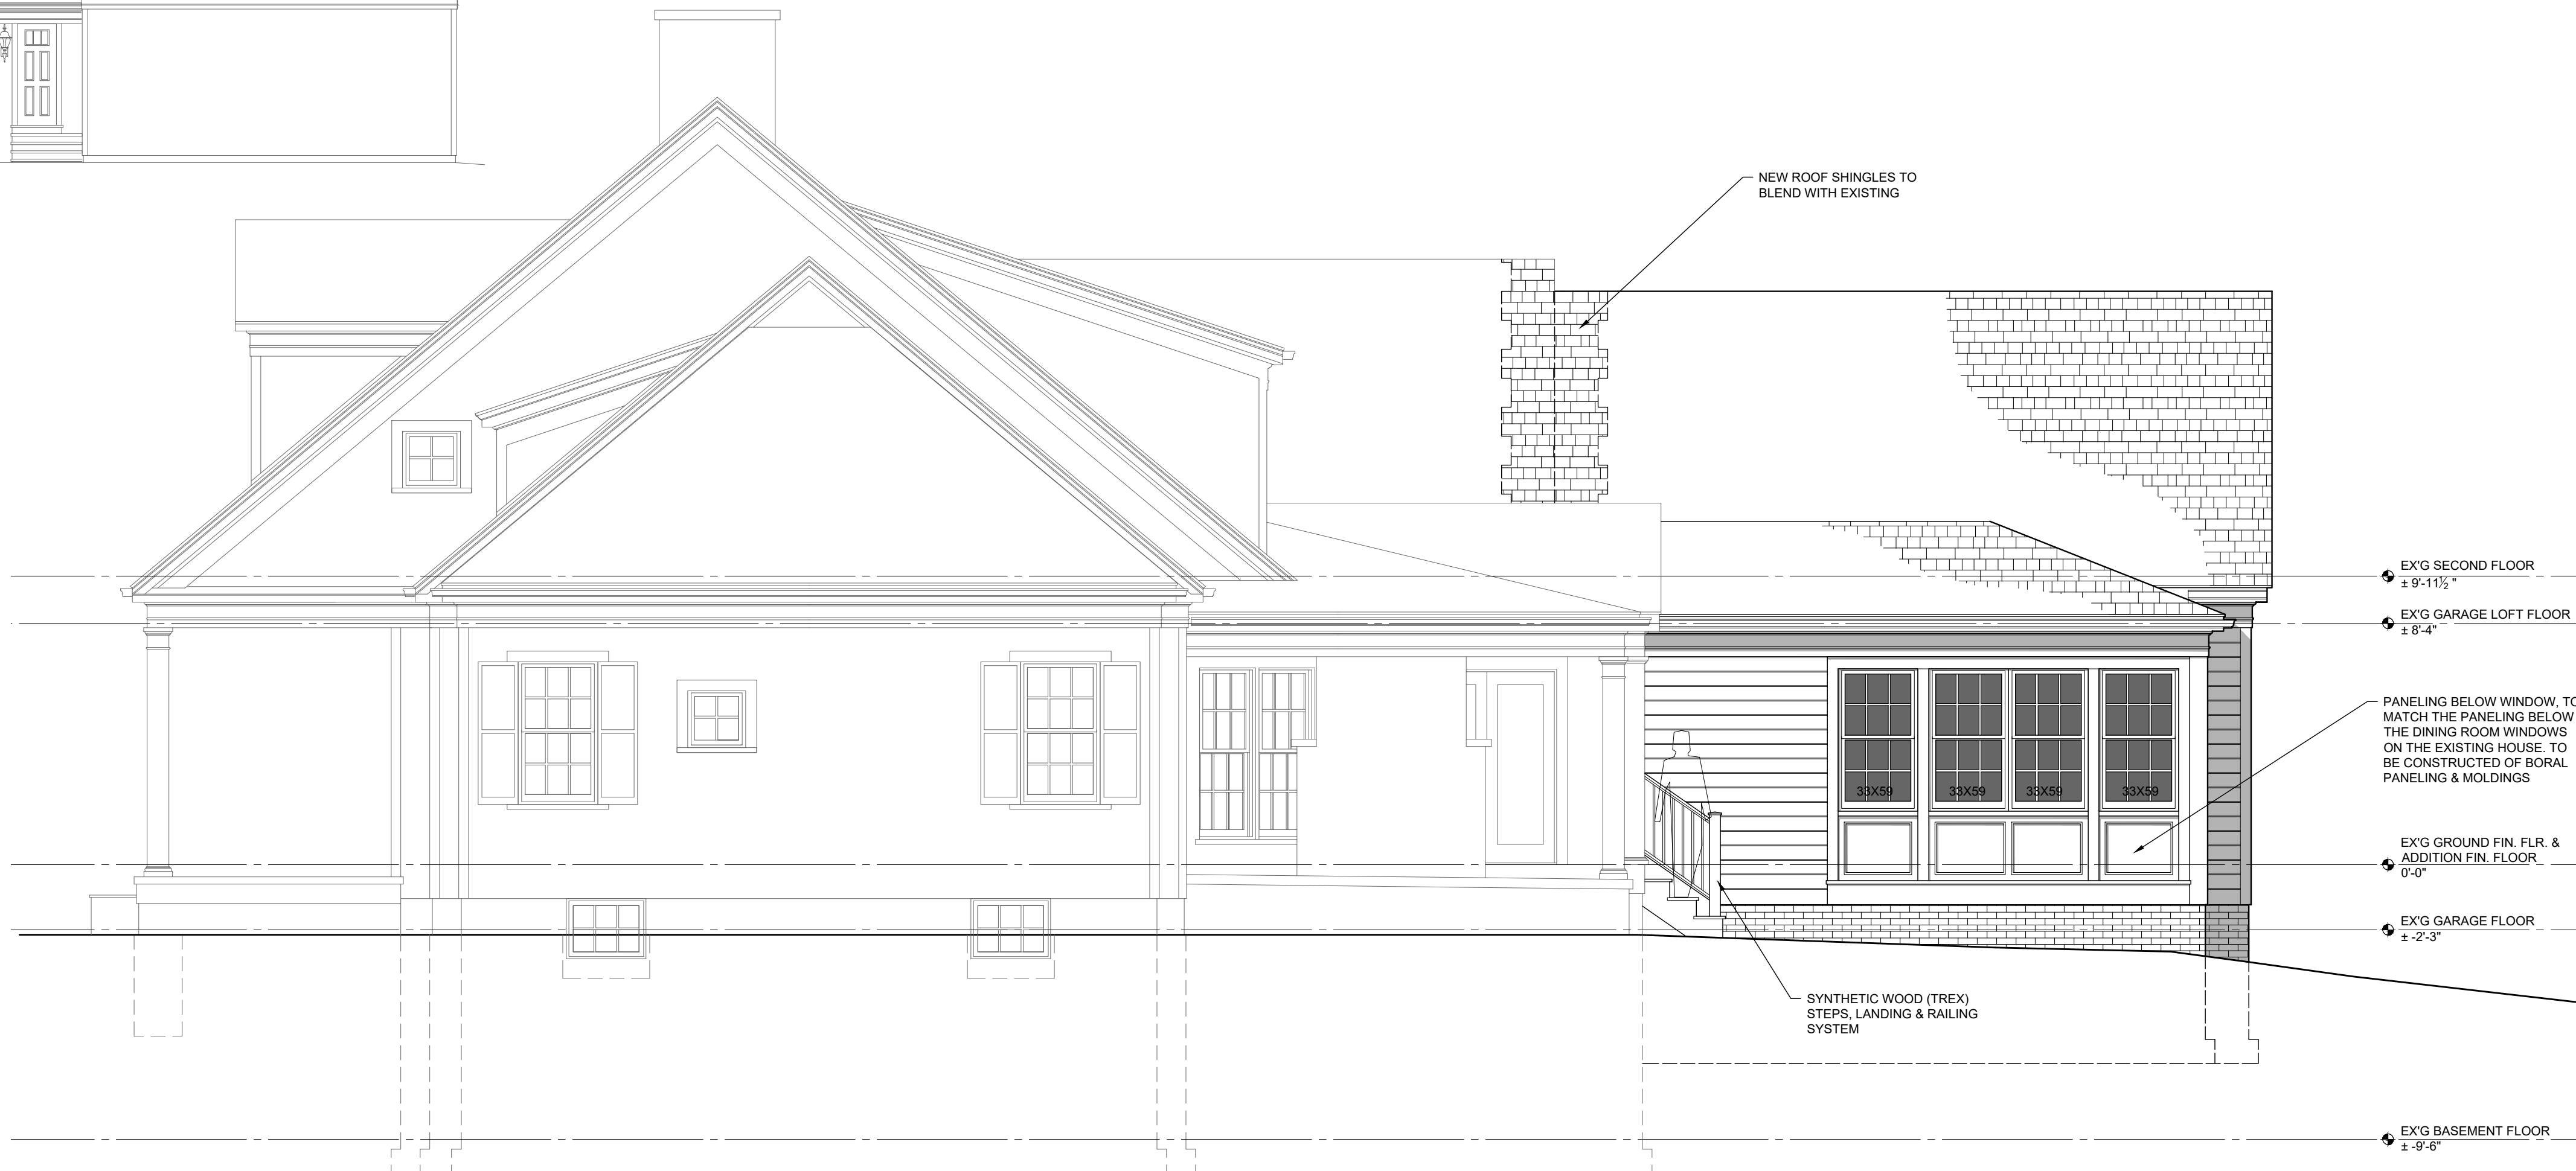 NEW ROOF SHINGLES TO
BLEND WITH EXISTING
EX'G SECOND FLOOR
± 9'-11½ "
EX'G GARAGE LOFT FLOOR
± 8'-4"
PANELING BELOW WINDOW, TO
MATCH THE PANELING BELOW
THE DINING ROOM WINDOWS
ON THE EXISTING HOUSE. TO
BE CONSTRUCTED OF BORAL
PANELING & MOLDINGS
33X59 33X59 33X59 33X59
EX'G GROUND FIN. FLR. &
ADDITION FIN. FLOOR
0'-0"
EX'G GARAGE FLOOR
± -2'-3"
SYNTHETIC WOOD (TREX)
STEPS, LANDING & RAILING
SYSTEM
EX'G BASEMENT FLOOR
± -9'-6"